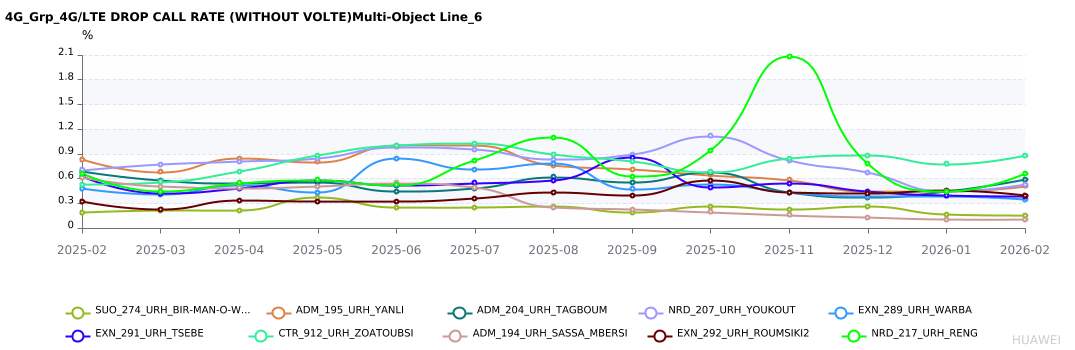 4G_Grp_4G/LTE DROP CALL RATE (WITHOUT VOLTE)Multi-Object Line_6
%
2.1
1.8
1.5
1.2
0.9
0.6
0.3
0
2025-02 2025-03 2025-04 2025-05 2025-06 2025-07 2025-08 2025-09 2025-10 2025-11 2025-12 2026-01 2026-02
SUO_274_URH_BIR-MAN-O-W... ADM_195_URH_YANLI ADM_204_URH_TAGBOUM NRD_207_URH_YOUKOUT EXN_289_URH_WARBA
EXN_291_URH_TSEBE CTR_912_URH_ZOATOUBSI ADM_194_URH_SASSA_MBERSI EXN_292_URH_ROUMSIKI2 NRD_217_URH_RENG
HUAWEI